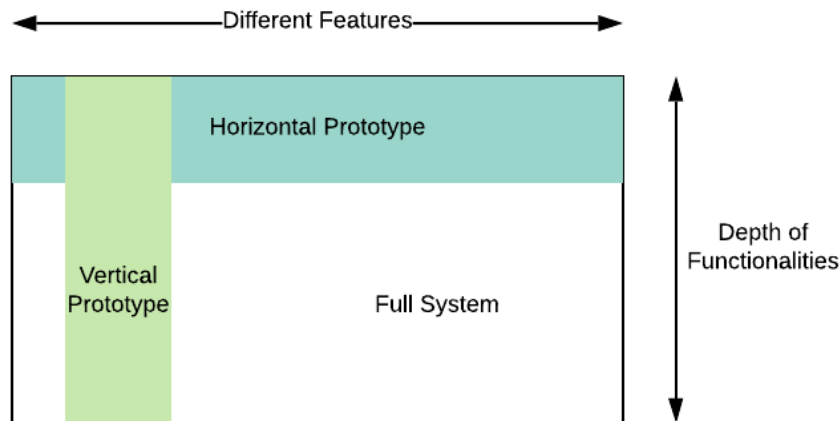 Different Features
Horizontal Prototype
Vertical
Prototype
Full System
Depth of
Functionalities